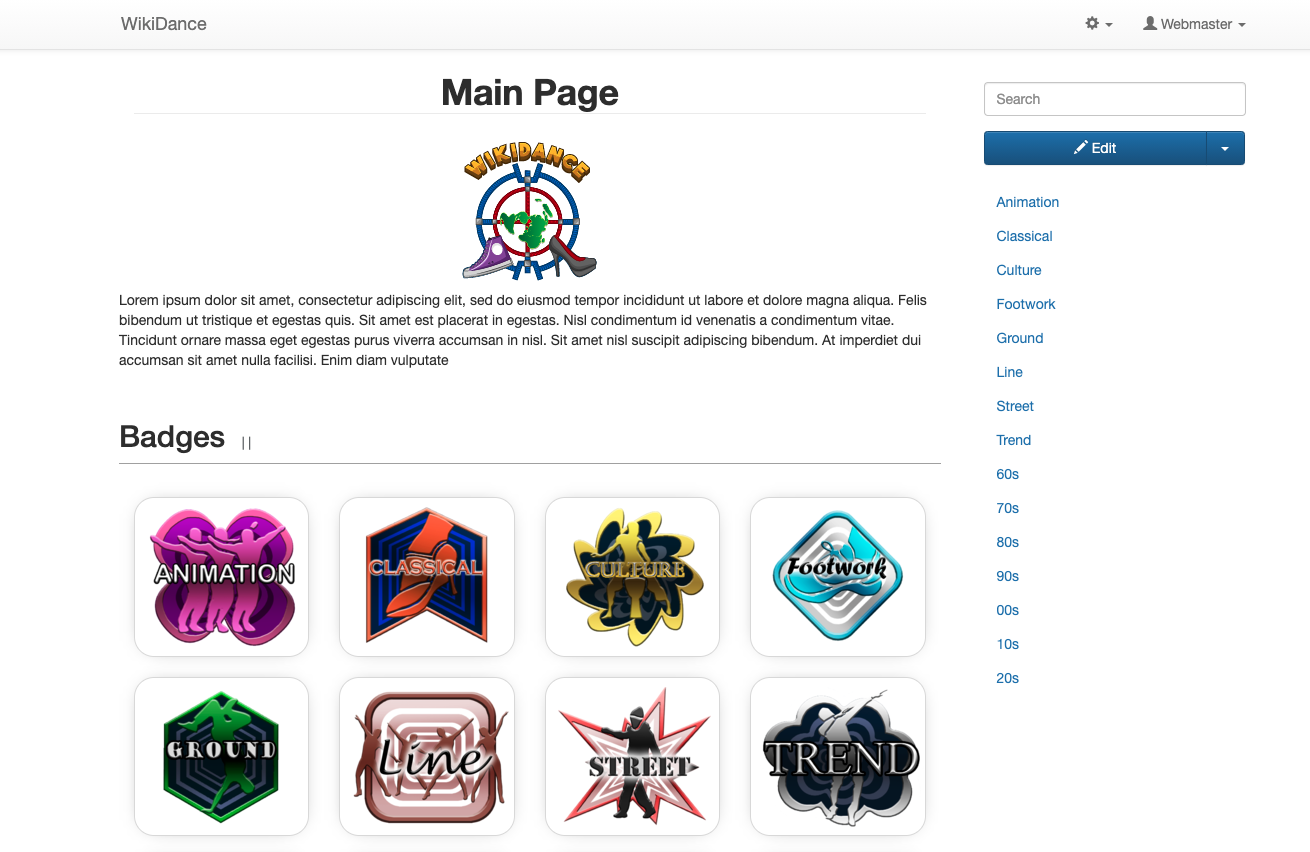 WikiDance
Webmaster
Main Page
Search
WIKIDANCE
Edit
Lorem ipsum dolor sit amet, consectetur adipiscing elit, sed do eiusmod tempor incididunt ut labore et dolore magna aliqua. Felis
bibendum ut tristique et egestas quis. Sit amet est placerat in egestas. Nisl condimentum id venenatis a condimentum vitae.
Tincidunt ornare massa eget egestas purus viverra accumsan in nisl. Sit amet nisl suscipit adipiscing bibendum. At imperdiet dui
accumsan sit amet nulla facilisi. Enim diam vulputate
Badges | |
ANIMATION
CLASSICAL
CULTURE
Footwork
GROUND
Line
STREET
TREND
Animation
Classical
Culture
Footwork
Ground
Line
Street
Trend
60s
70s
80s
90s
00s
10s
20s